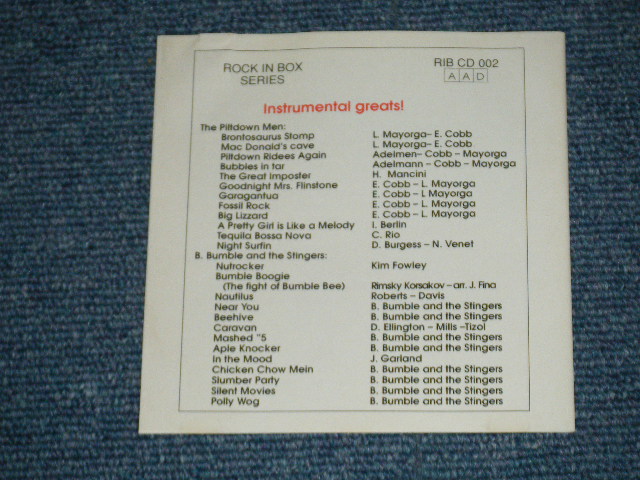 ROCK IN BOX RIB CD 002
SERIES A A D
Instrumental greats!
The Piltdown Men:
Brontosaurus Stomp L. Mayorga- E. Cobb
Mac Donald's cave L. Mayorga- E. Cobb
Piltdown Ridees Again Adelmen- Cobb - Mayorga
Bubbles in tar Adelmann - Cobb - Mayorga
The Great Imposter H. Mancini
Goodnight Mrs. Flinstone E. Cobb - L. Mayorga
Garagantua E. Cobb - L. Mayorga
Fossil Rock E. Cobb - L. Mayorga
Big Lizzard E. Cobb - L. Mayorga
A Pretty Girl is Like a Melody I. Berlin
Tequila Bossa Nova C. Rio
Night Surfin D. Burgess - N. Venet
B. Bumble and the Stingers:
Nutrocker Kim Fowley
Bumble Boogie
(The fight of Bumble Bee) Rimsky Korsakov - arr. J. Fina
Nautilus Roberts - Davis
Near You B. Bumble and the Stingers
Beehive B. Bumble and the Stingers
Caravan D. Ellington - Mills -Tizol
Mashed "5 B. Bumble and the Stingers
Aple Knocker B. Bumble and the Stingers
In the Mood J. Garland
Chicken Chow Mein B. Bumble and the Stingers
Slumber Party B. Bumble and the Stingers
Silent Movies B. Bumble and the Stingers
Polly Wog B. Bumble and the Stingers